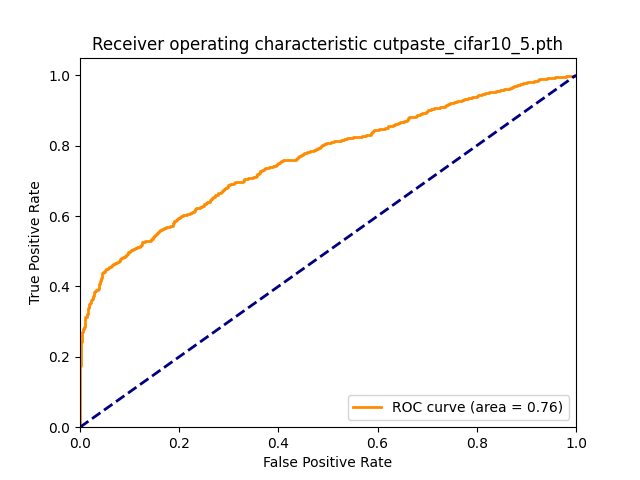 Receiver operating characteristic cutpaste_cifar10_5.pth
1.0
0.8
0.6
0.4
0.2
0.0
True Positive Rate
ROC curve (area = 0.76)
0.0 0.2 0.4 0.6 0.8 1.0
False Positive Rate